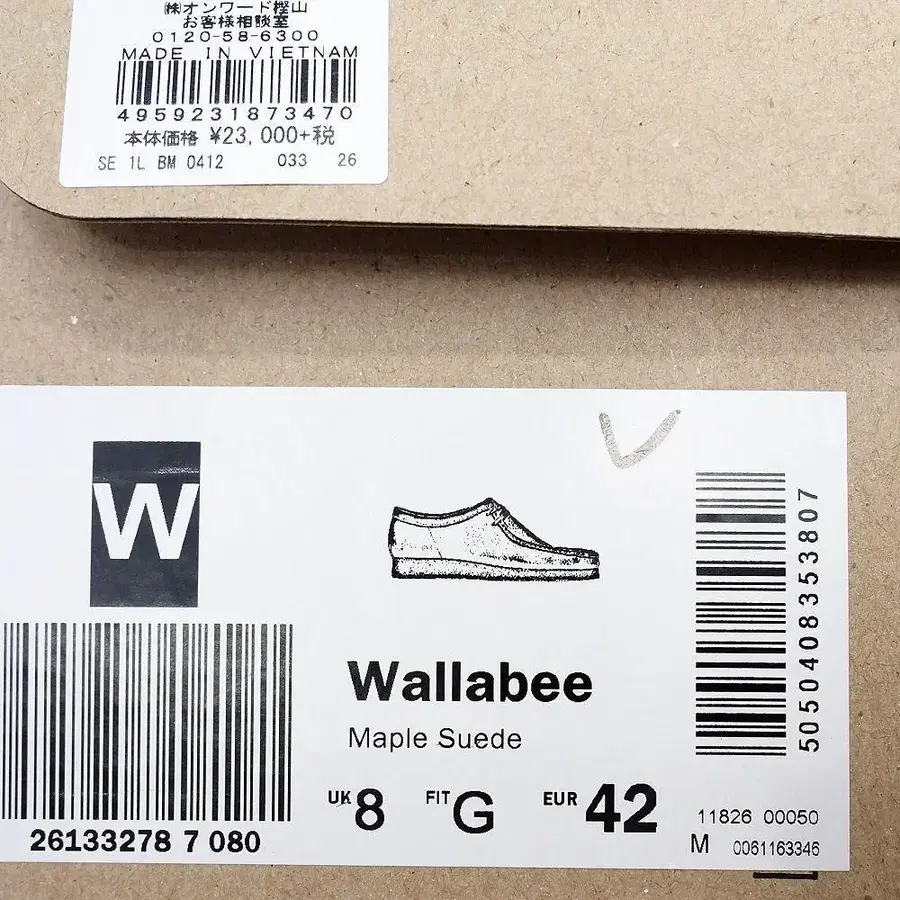 ㈱オンワード樫山
お客様相談室
0120-58-6300
MADE IN VIETNAM
4959231873470
本体価格 ¥23,000+税
SE 1L BM 0412 033 26
W
5050408353807
Wallabee
Maple Suede
UK 8 FIT G EUR 42
26133278 7 080
11826 00050
M 0061163346